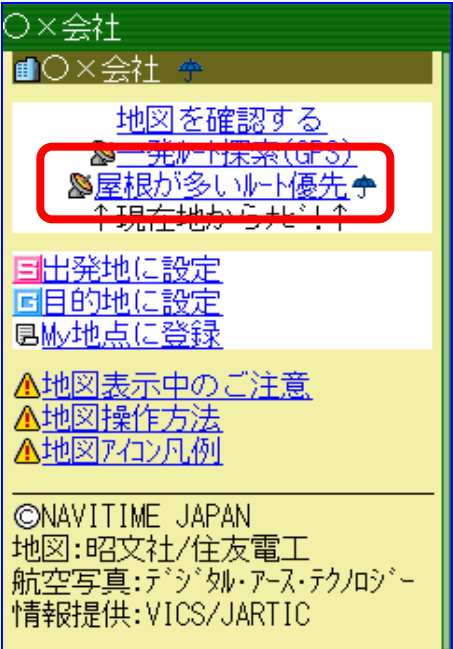 ○×会社
○×会社
地図を確認する
一発ﾙｰﾄ探索(GPS)
屋根が多いﾙｰﾄ優先
↑現在地からﾅﾋﾞ!↑
S出発地に設定
G目的地に設定
My地点に登録
地図表示中のご注意
地図操作方法
地図ｱｲｺﾝ凡例
©NAVITIME JAPAN
地図:昭文社/住友電工
航空写真:ﾃﾞｼﾞﾀﾙ･ｱｰｽ･ﾃｸﾉﾛｼﾞｰ
情報提供:VICS/JARTIC